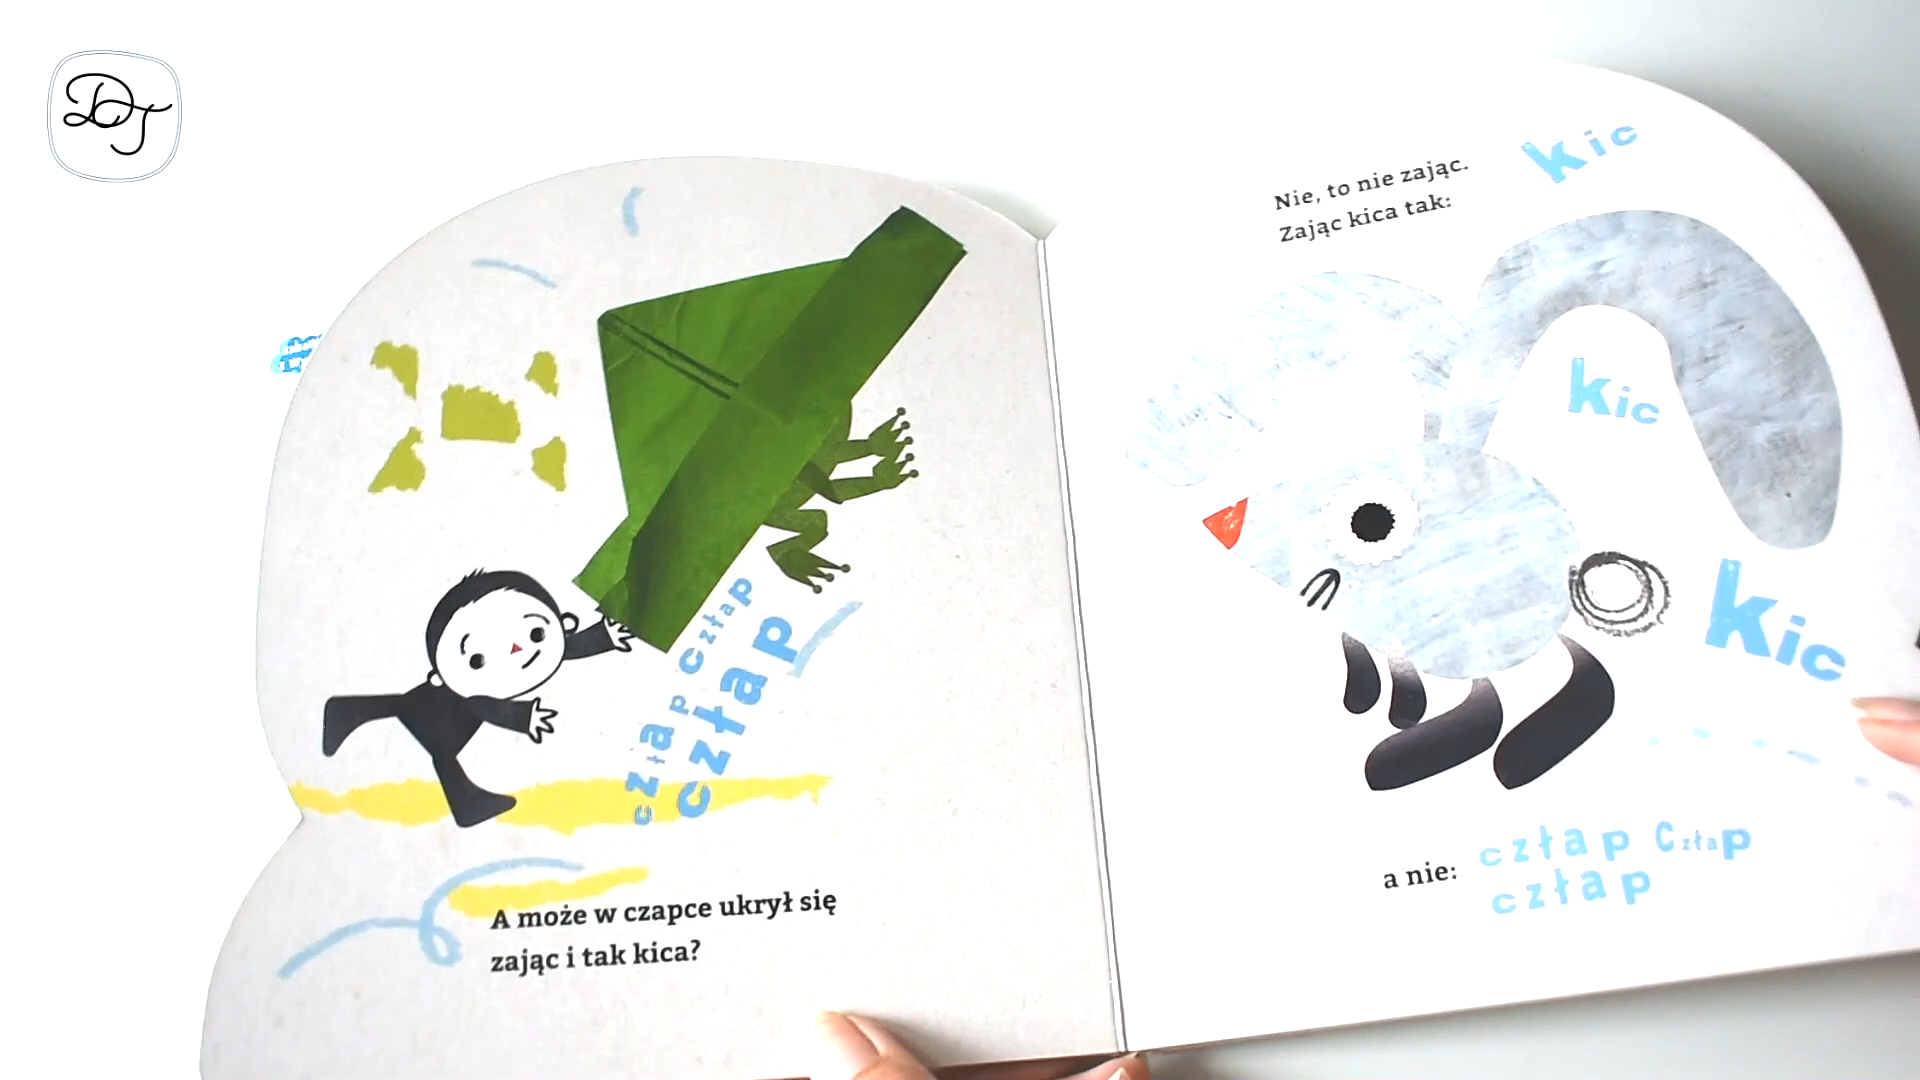 DJ
człap człap
człap
A może w czapce ukrył się
zając i tak kica?
Nie, to nie zając.
Zając kica tak:
kic
kic
kic
a nie: człap Człap
człap